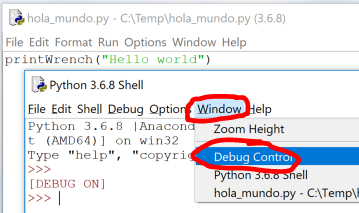 hola_mundo.py - C:\Temp\hola_mundo.py (3.6.8)
File Edit Format Run Options Window Help
printWrench("Hello world")
Python 3.6.8 Shell
File Edit Shell Debug Options Window Help
Python 3.6.8 |Anacond
t (AMD64)] on win32
Type "help", "copyric
>>>
[DEBUG ON]
>>>
Zoom Height
Debug Control
Python 3.6.8 Shell
hola_mundo.py - C:\Temp\h